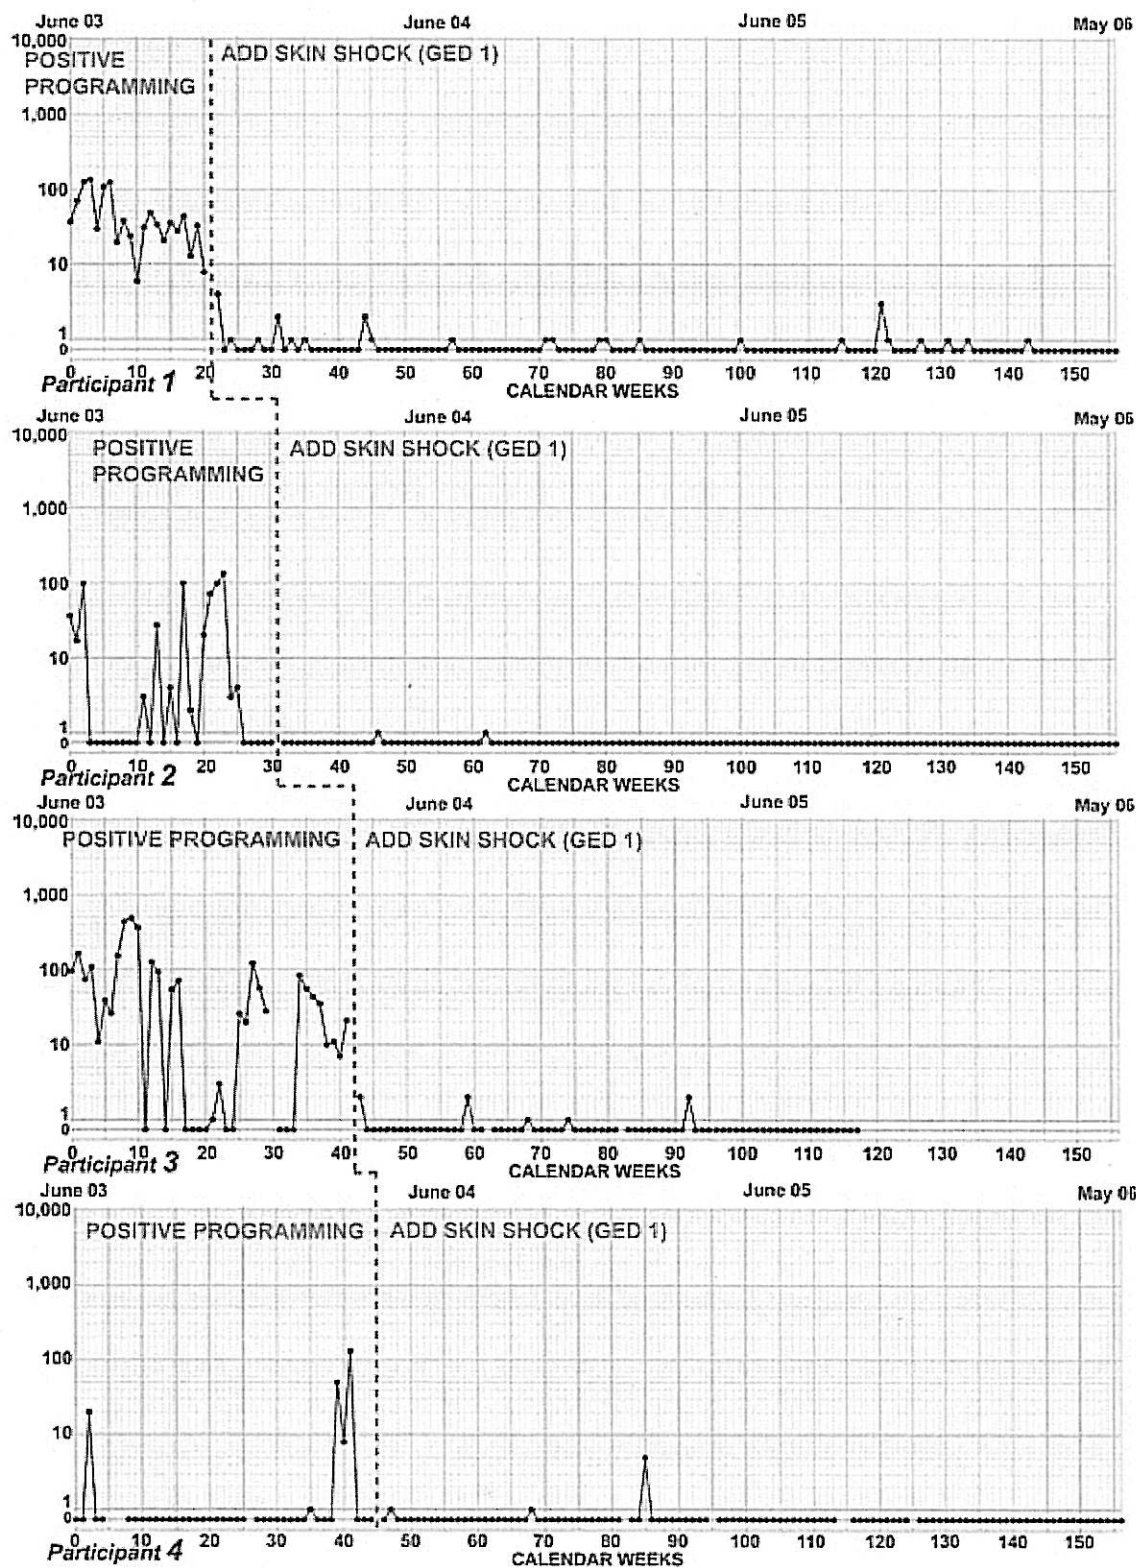 June 03 June 04 June 05 May 06
10,000
POSITIVE ADD SKIN SHOCK (GED 1)
PROGRAMMING
1,000
100
10
1
0
0 10 20 30 40 50 60 70 80 90 100 110 120 130 140 150
Participant 1 CALENDAR WEEKS
June 03 June 04 June 05 May 06
10,000
POSITIVE ADD SKIN SHOCK (GED 1)
PROGRAMMING
1,000
100
10
1
0
0 10 20 30 40 50 60 70 80 90 100 110 120 130 140 150
Participant 2 CALENDAR WEEKS
June 03 June 04 June 05 May 06
10,000
POSITIVE PROGRAMMING ADD SKIN SHOCK (GED 1)
1,000
100
10
1
0
0 10 20 30 40 50 60 70 80 90 100 110 120 130 140 150
Participant 3 CALENDAR WEEKS
June 03 June 04 June 05 May 06
10,000
POSITIVE PROGRAMMING ADD SKIN SHOCK (GED 1)
1,000
100
10
1
0
0 10 20 30 40 50 60 70 80 90 100 110 120 130 140 150
Participant 4 CALENDAR WEEKS